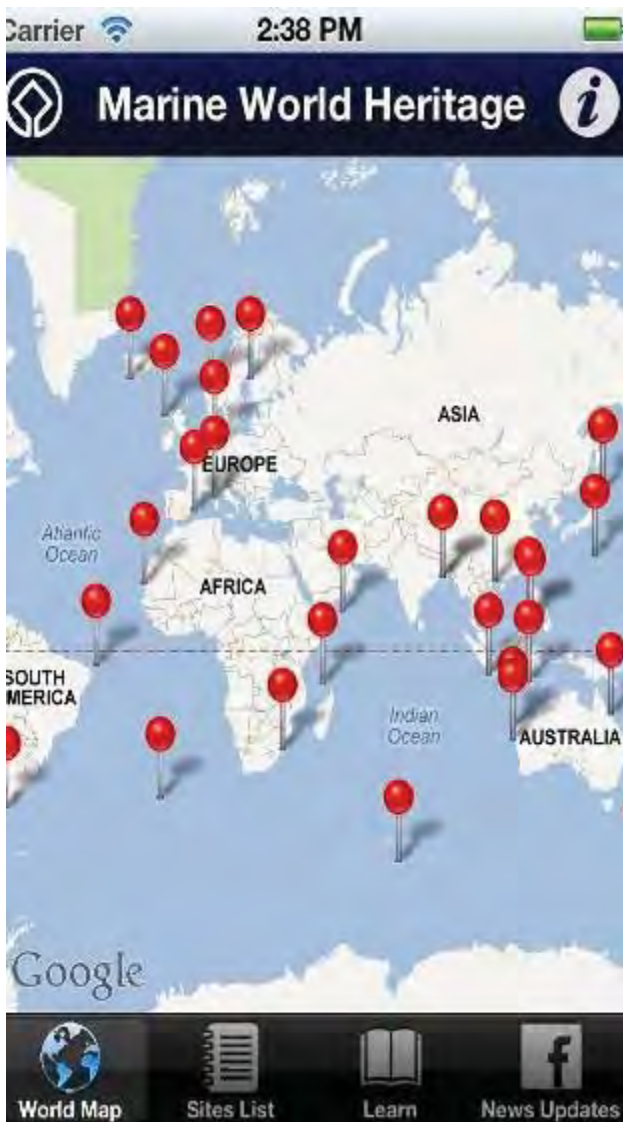 Carrier 2:38 PM
Marine World Heritage i
ASIA
EUROPE
Atlantic
Ocean
AFRICA
SOUTH
AMERICA
Indian
Ocean
AUSTRALIA
Google
World Map Sites List Learn News Updates